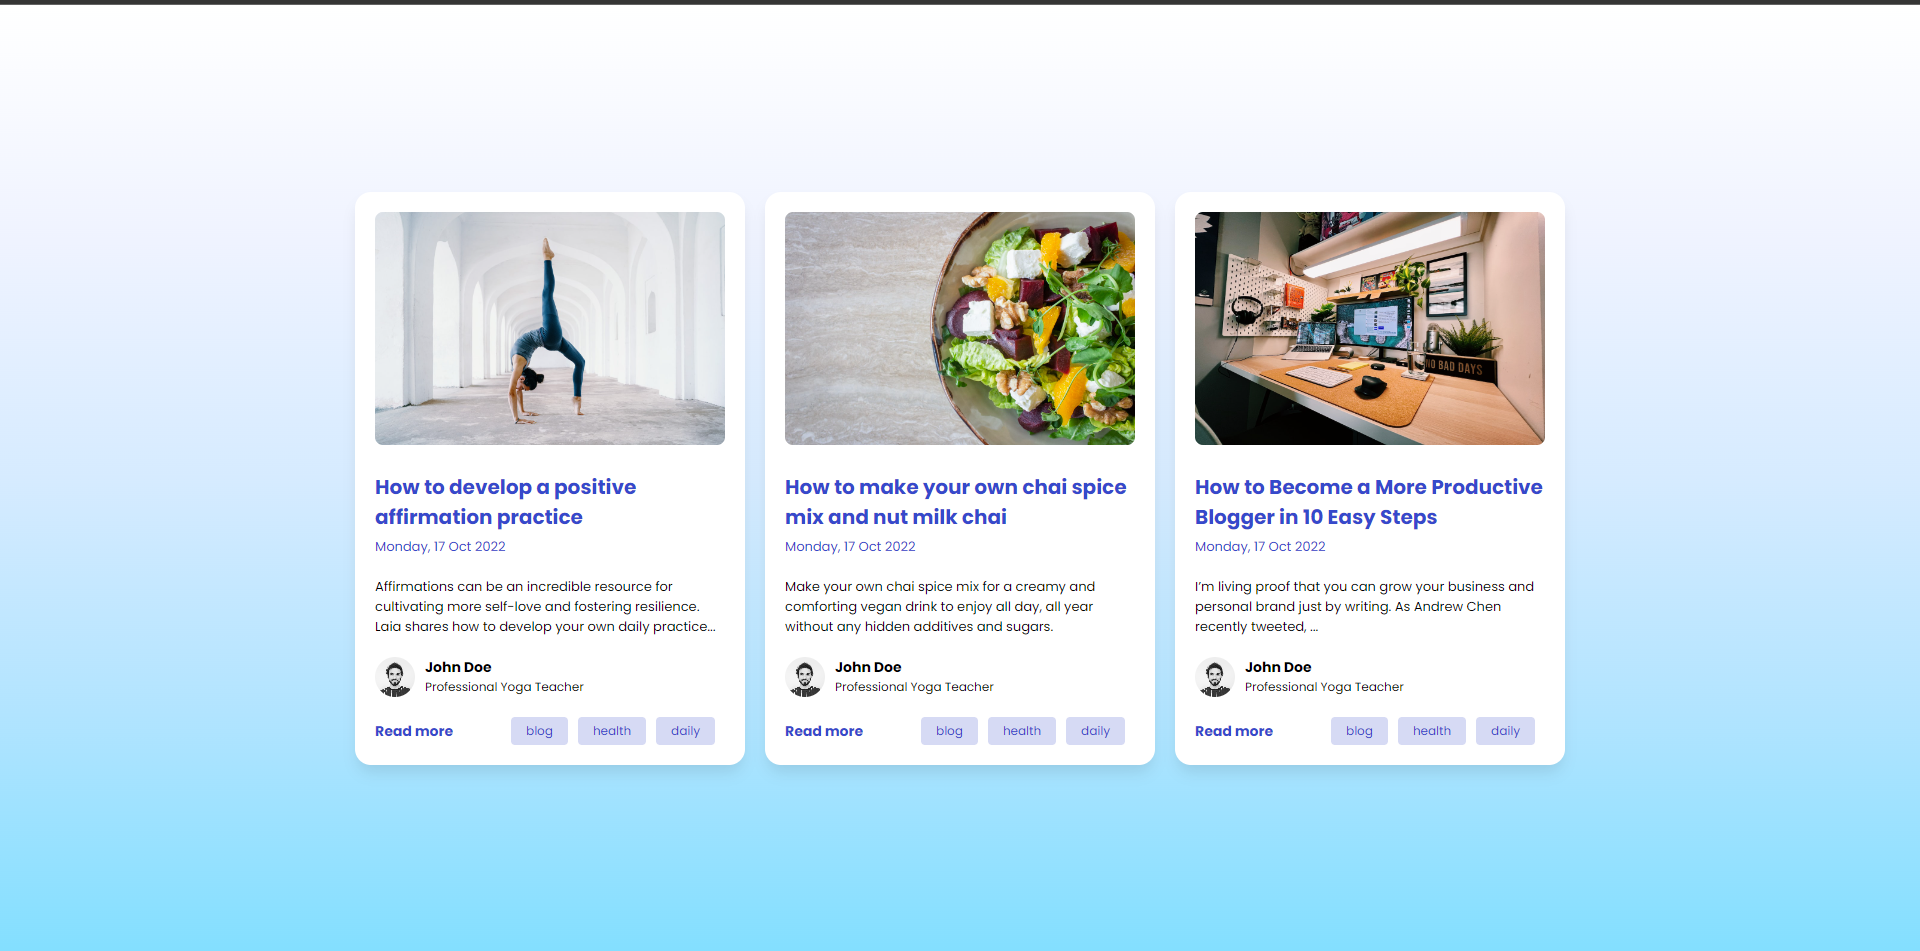 NO BAD DAYS
How to develop a positive
affirmation practice
Monday, 17 Oct 2022
Affirmations can be an incredible resource for
cultivating more self-love and fostering resilience.
Laia shares how to develop your own daily practice...
John Doe
Professional Yoga Teacher
Read more
blog
health
daily
How to make your own chai spice
mix and nut milk chai
Monday, 17 Oct 2022
Make your own chai spice mix for a creamy and
comforting vegan drink to enjoy all day, all year
without any hidden additives and sugars.
John Doe
Professional Yoga Teacher
Read more
blog
health
daily
How to Become a More Productive
Blogger in 10 Easy Steps
Monday, 17 Oct 2022
I’m living proof that you can grow your business and
personal brand just by writing. As Andrew Chen
recently tweeted, ...
John Doe
Professional Yoga Teacher
Read more
blog
health
daily